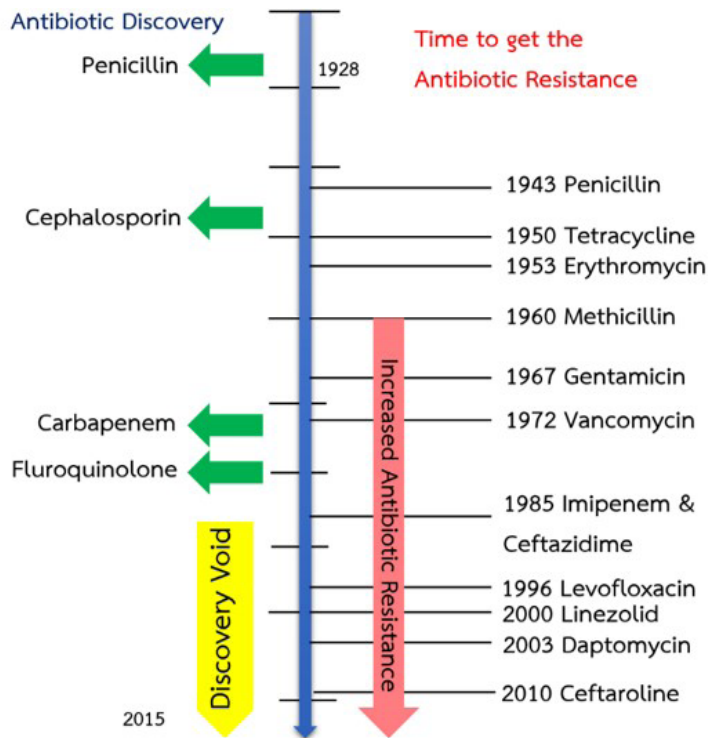 Antibiotic Discovery
Time to get the
Antibiotic Resistance
Penicillin
1928
1943 Penicillin
Cephalosporin
1950 Tetracycline
1953 Erythromycin
1960 Methicillin
Increased Antibiotic Resistance
1967 Gentamicin
Carbapenem
1972 Vancomycin
Fluroquinolone
1985 Imipenem &
Ceftazidime
Discovery Void
1996 Levofloxacin
2000 Linezolid
2003 Daptomycin
2010 Ceftaroline
2015